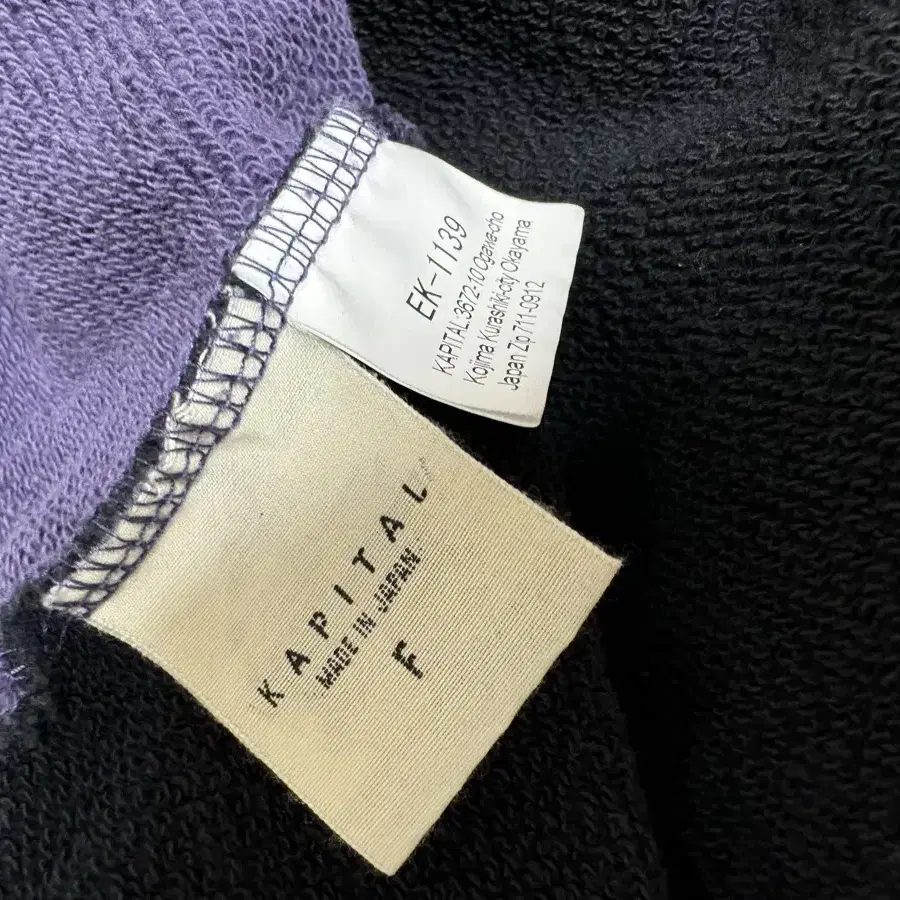 EK-1139
KAPITAL.3672-10 Ogawa-cho
Kojima Kurashiki-city Okayama
Japan Zip 711-0912
KAPITAL
MADE IN JAPAN
F